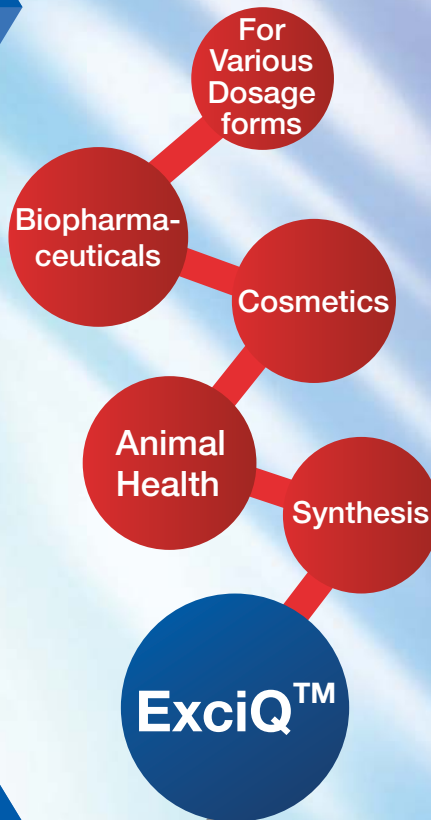 For
Various
Dosage
forms
Biopharma-
ceuticals
Cosmetics
Animal
Health
Synthesis
ExciQ™